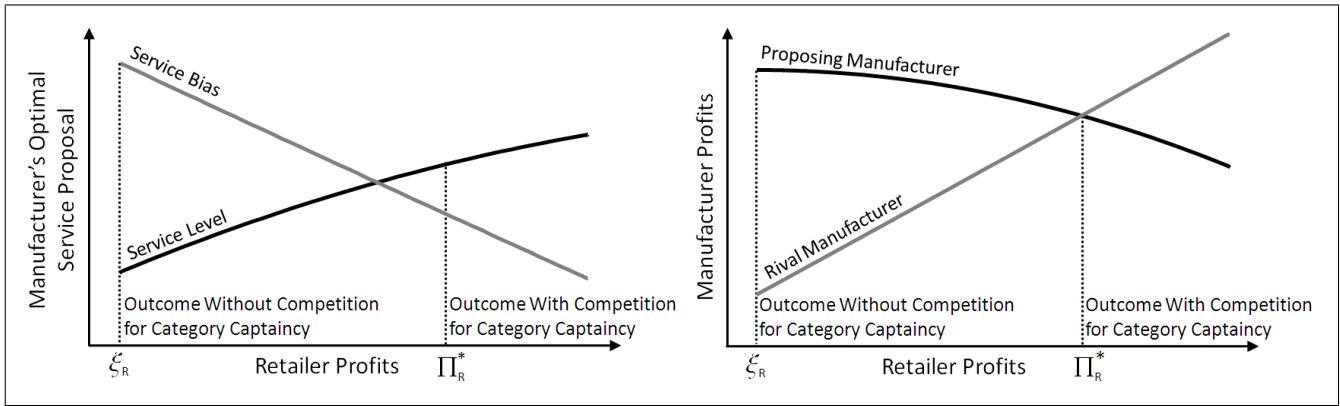 Manufacturer's Optimal
Service Proposal
Service Bias
Service Level
Outcome Without Competition
for Category Captaincy
Outcome With Competition
for Category Captaincy
ξR
Retailer Profits
Π*R
Manufacturer Profits
Proposing Manufacturer
Rival Manufacturer
Outcome Without Competition
for Category Captaincy
Outcome With Competition
for Category Captaincy
ξR
Retailer Profits
Π*R